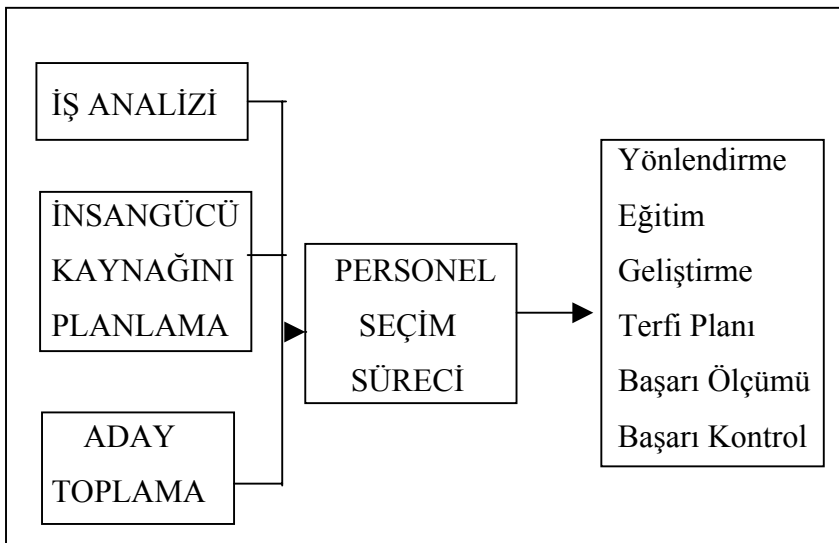 İŞ ANALİZİ
İNSANGÜCÜ
KAYNAĞINI
PLANLAMA
ADAY
TOPLAMA
PERSONEL
SEÇİM
SÜRECİ
Yönlendirme
Eğitim
Geliştirme
Terfi Planı
Başarı Ölçümü
Başarı Kontrol